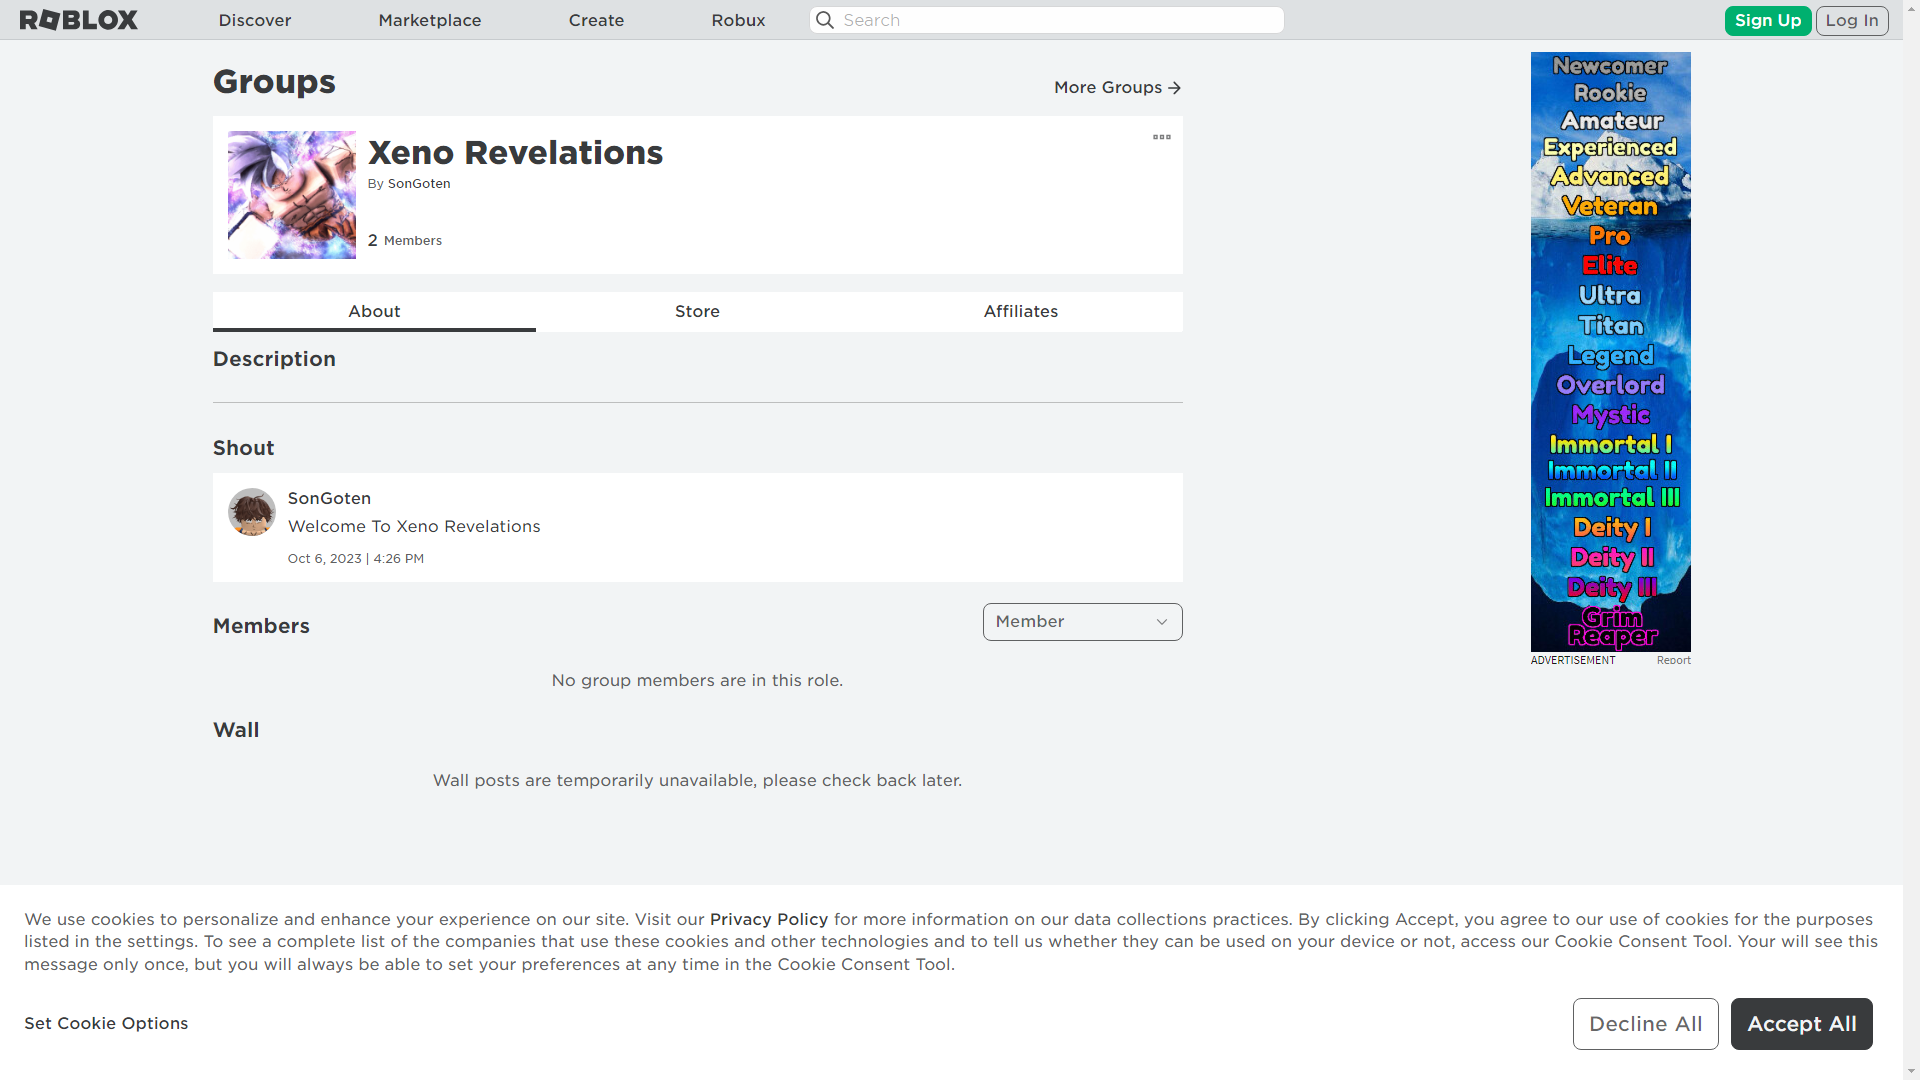 ROBLOX
Discover
Marketplace
Create
Robux
Search
Sign Up
Log In
Groups
More Groups
Xeno Revelations
By SonGoten
2 Members
About
Store
Affiliates
Description
Shout
SonGoten
Welcome To Xeno Revelations
Oct 6, 2023 | 4:26 PM
Members
Member
No group members are in this role.
Wall
Wall posts are temporarily unavailable, please check back later.
Newcomer
Rookie
Amateur
Experienced
Advanced
Veteran
Pro
Elite
Ultra
Titan
Legend
Overlord
Mystic
Immortal I
Immortal II
Immortal III
Deity I
Deity II
Deity III
Grim
Reaper
ADVERTISEMENT
Report
We use cookies to personalize and enhance your experience on our site. Visit our Privacy Policy for more information on our data collections practices. By clicking Accept, you agree to our use of cookies for the purposes
listed in the settings. To see a complete list of the companies that use these cookies and other technologies and to tell us whether they can be used on your device or not, access our Cookie Consent Tool. Your will see this
message only once, but you will always be able to set your preferences at any time in the Cookie Consent Tool.
Set Cookie Options
Decline All
Accept All